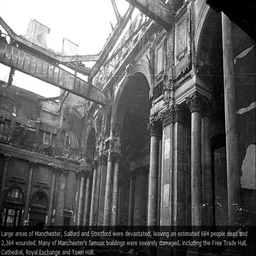 Large areas of Manchester, Salford and Stretford were devastated, leaving an estimated 684 people dead and
2,364 wounded. Many of Manchester's famous buildings were severely damaged, including the Free Trade Hall,
Cathedral, Royal Exchange and Town Hall.